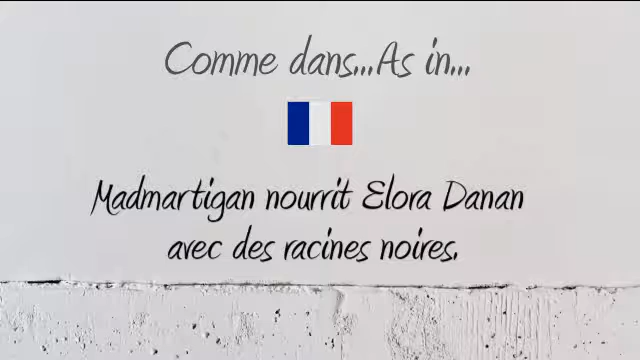 Comme dans...As in...
Madmartigan nourrit Elora Danan
avec des racines noires.